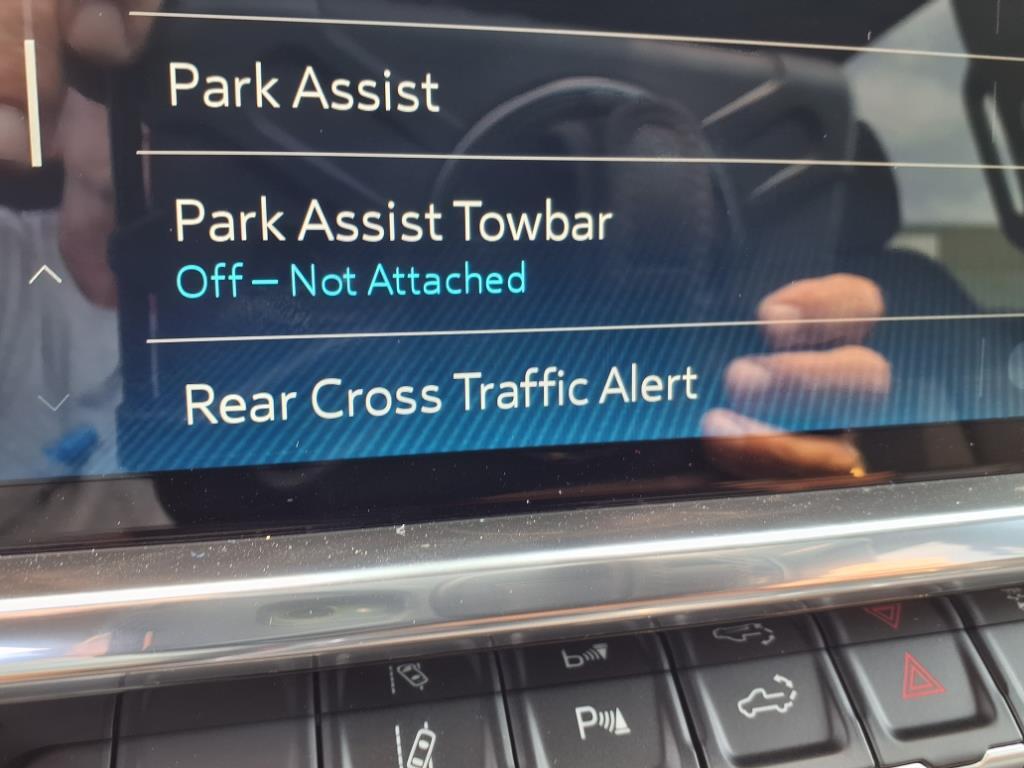 Park Assist
Park Assist Towbar
Off – Not Attached
Rear Cross Traffic Alert
P